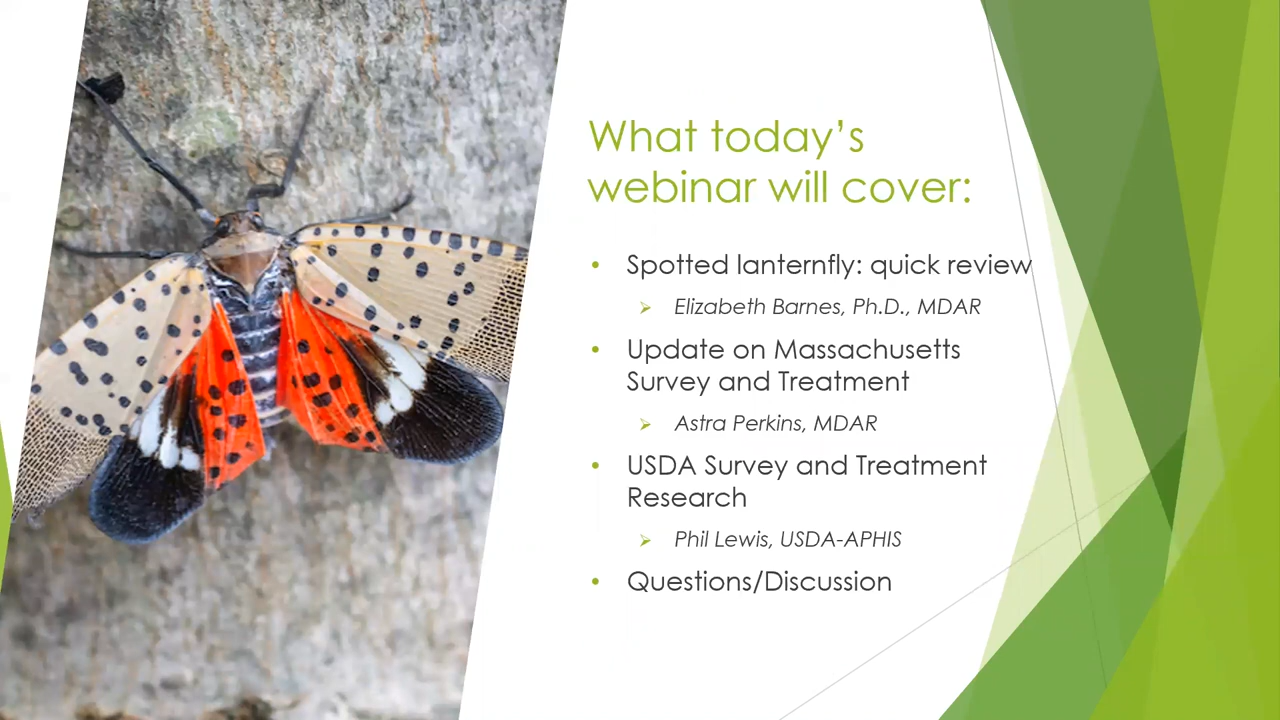 What today’s
webinar will cover:
• Spotted lanternfly: quick review
➢ Elizabeth Barnes, Ph.D., MDAR
• Update on Massachusetts
Survey and Treatment
➢ Astra Perkins, MDAR
• USDA Survey and Treatment
Research
➢ Phil Lewis, USDA-APHIS
• Questions/Discussion